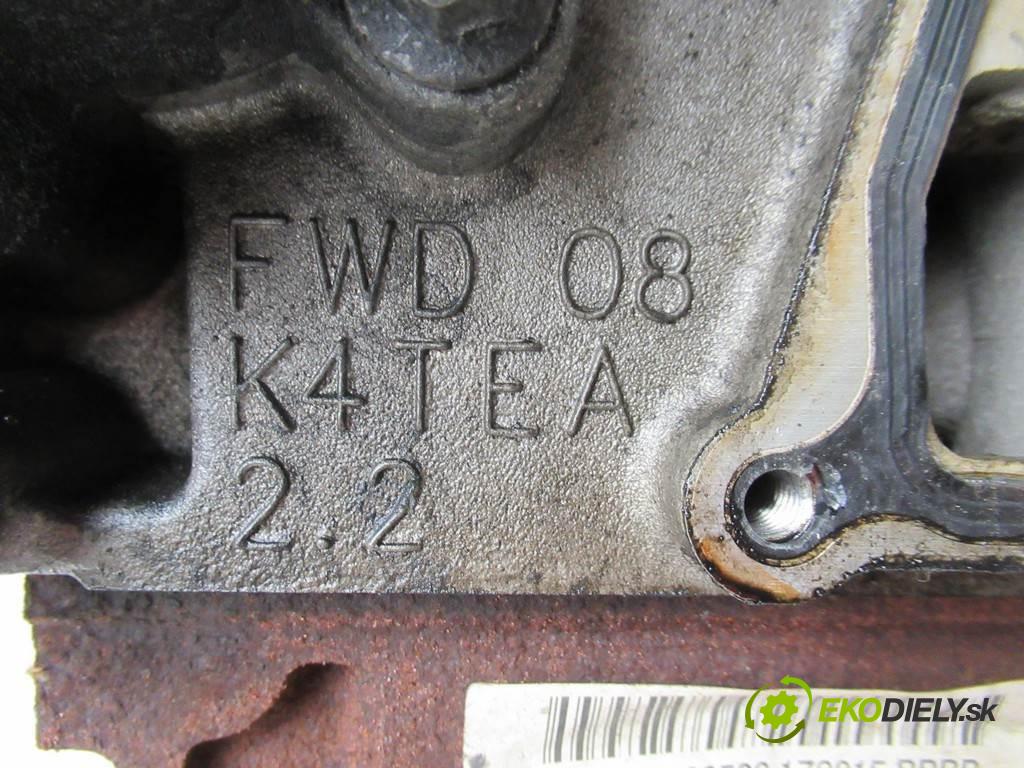 FWD 08
K4TEA
2.2
EKODIELY.sk